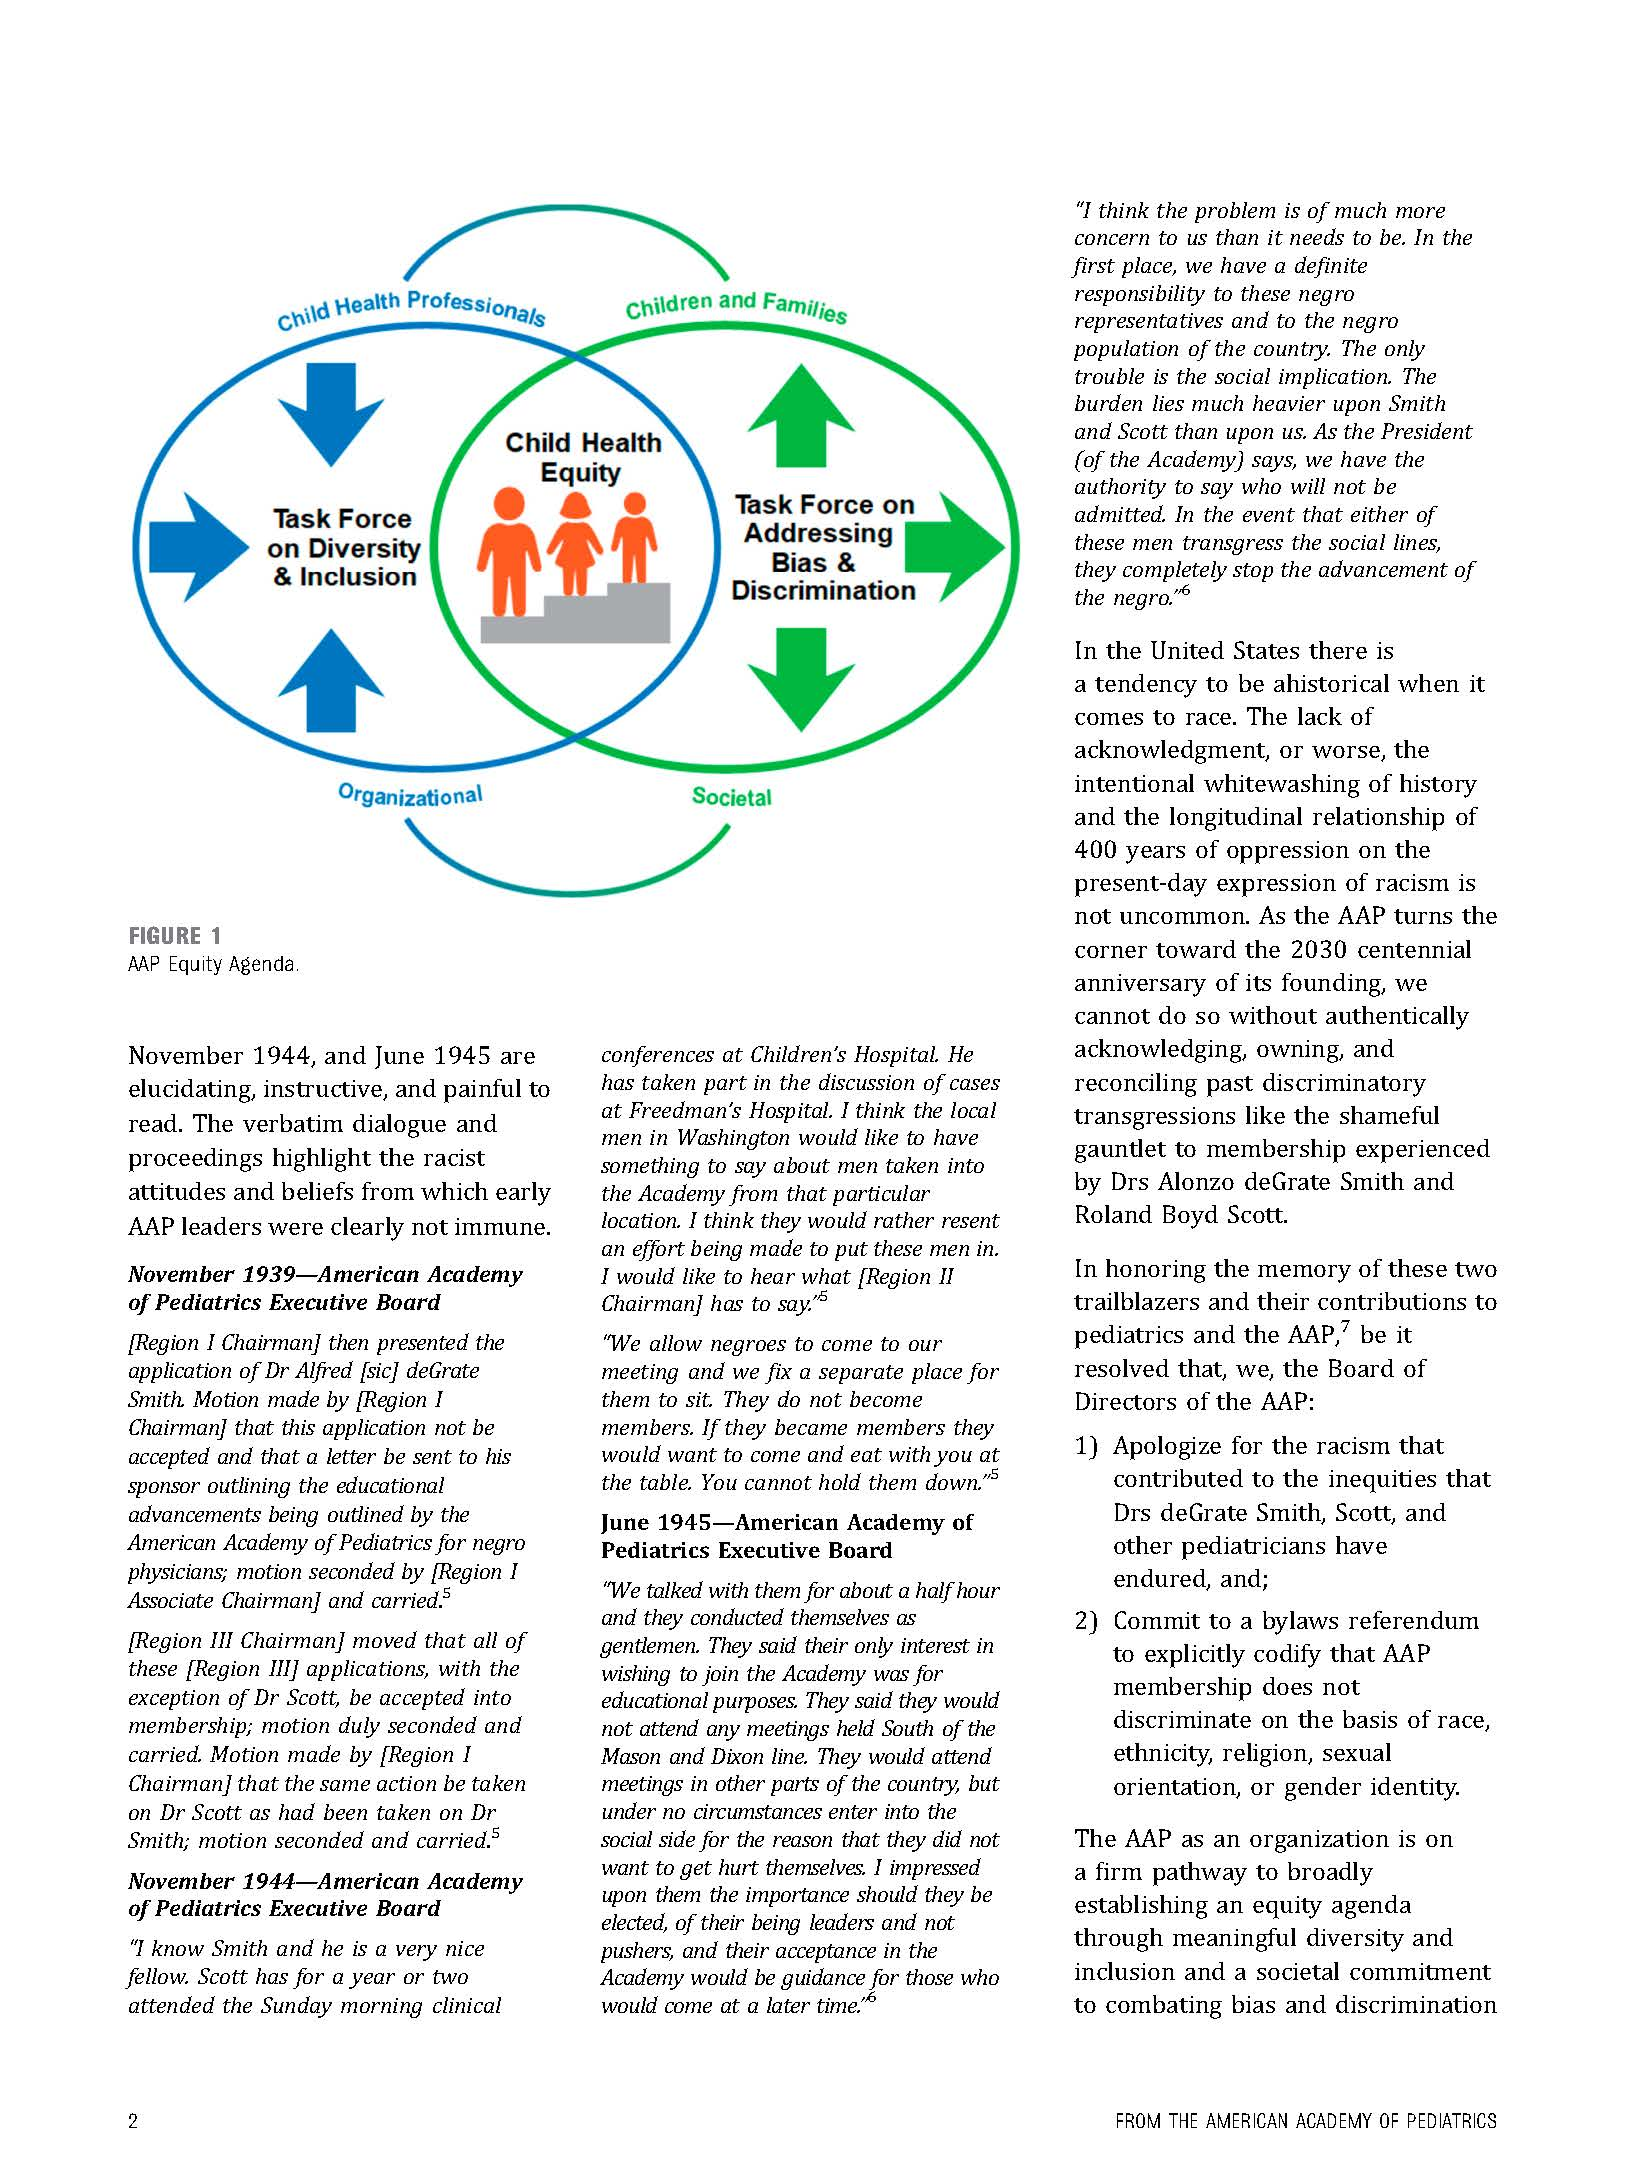 Child Health Professionals
Children and Families
Child Health
Equity
Task Force
on Diversity
& Inclusion
Task Force on
Addressing
Bias &
Discrimination
Organizational
Societal
FIGURE 1
AAP Equity Agenda.
November 1944, and June 1945 are
elucidating, instructive, and painful to
read. The verbatim dialogue and
proceedings highlight the racist
attitudes and beliefs from which early
AAP leaders were clearly not immune.
November 1939—American Academy
of Pediatrics Executive Board
[Region I Chairman] then presented the
application of Dr Alfred [sic] deGrate
Smith. Motion made by [Region I
Chairman] that this application not be
accepted and that a letter be sent to his
sponsor outlining the educational
advancements being outlined by the
American Academy of Pediatrics for negro
physicians; motion seconded by [Region I
Associate Chairman] and carried.5
[Region III Chairman] moved that all of
these [Region III] applications, with the
exception of Dr Scott, be accepted into
membership; motion duly seconded and
carried. Motion made by [Region I
Chairman] that the same action be taken
on Dr Scott as had been taken on Dr
Smith; motion seconded and carried.5
November 1944—American Academy
of Pediatrics Executive Board
"I know Smith and he is a very nice
fellow. Scott has for a year or two
attended the Sunday morning clinical
conferences at Children's Hospital. He
has taken part in the discussion of cases
at Freedman's Hospital. I think the local
men in Washington would like to have
something to say about men taken into
the Academy from that particular
location. I think they would rather resent
an effort being made to put these men in.
I would like to hear what [Region II
Chairman] has to say."5
"We allow negroes to come to our
meeting and we fix a separate place for
them to sit. They do not become
members. If they became members they
would want to come and eat with you at
the table. You cannot hold them down."5
June 1945—American Academy of
Pediatrics Executive Board
"We talked with them for about a half hour
and they conducted themselves as
gentlemen. They said their only interest in
wishing to join the Academy was for
educational purposes. They said they would
not attend any meetings held South of the
Mason and Dixon line. They would attend
meetings in other parts of the country, but
under no circumstances enter into the
social side for the reason that they did not
want to get hurt themselves. I impressed
upon them the importance should they be
elected, of their being leaders and not
pushers, and their acceptance in the
Academy would be guidance for those who
would come at a later time."6
"I think the problem is of much more
concern to us than it needs to be. In the
first place, we have a definite
responsibility to these negro
representatives and to the negro
population of the country. The only
trouble is the social implication. The
burden lies much heavier upon Smith
and Scott than upon us. As the President
(of the Academy) says, we have the
authority to say who will not be
admitted. In the event that either of
these men transgress the social lines,
they completely stop the advancement of
the negro."6
In the United States there is
a tendency to be ahistorical when it
comes to race. The lack of
acknowledgment, or worse, the
intentional whitewashing of history
and the longitudinal relationship of
400 years of oppression on the
present-day expression of racism is
not uncommon. As the AAP turns the
corner toward the 2030 centennial
anniversary of its founding, we
cannot do so without authentically
acknowledging, owning, and
reconciling past discriminatory
transgressions like the shameful
gauntlet to membership experienced
by Drs Alonzo deGrate Smith and
Roland Boyd Scott.
In honoring the memory of these two
trailblazers and their contributions to
pediatrics and the AAP,7 be it
resolved that, we, the Board of
Directors of the AAP:
1) Apologize for the racism that
contributed to the inequities that
Drs deGrate Smith, Scott, and
other pediatricians have
endured, and;
2) Commit to a bylaws referendum
to explicitly codify that AAP
membership does not
discriminate on the basis of race,
ethnicity, religion, sexual
orientation, or gender identity.
The AAP as an organization is on
a firm pathway to broadly
establishing an equity agenda
through meaningful diversity and
inclusion and a societal commitment
to combating bias and discrimination
2
FROM THE AMERICAN ACADEMY OF PEDIATRICS